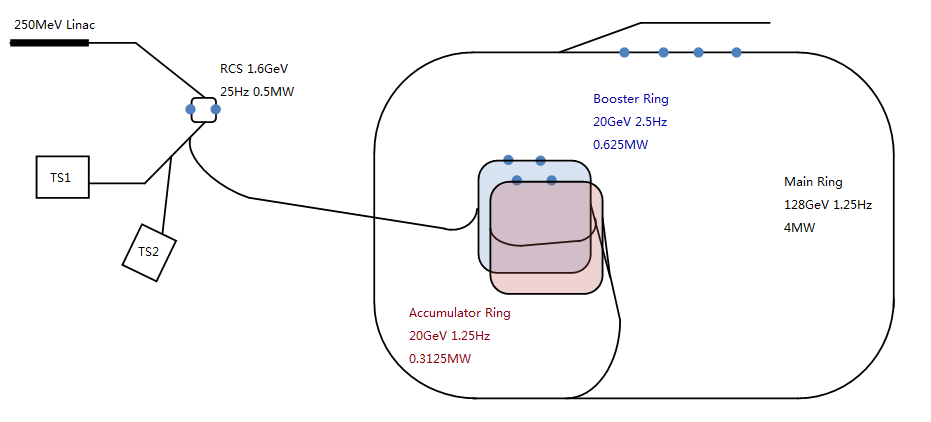 250MeV Linac
RCS 1.6GeV
25Hz 0.5MW
TS1
TS2
Booster Ring
20GeV 2.5Hz
0.625MW
Main Ring
128GeV 1.25Hz
4MW
Accumulator Ring
20GeV 1.25Hz
0.3125MW